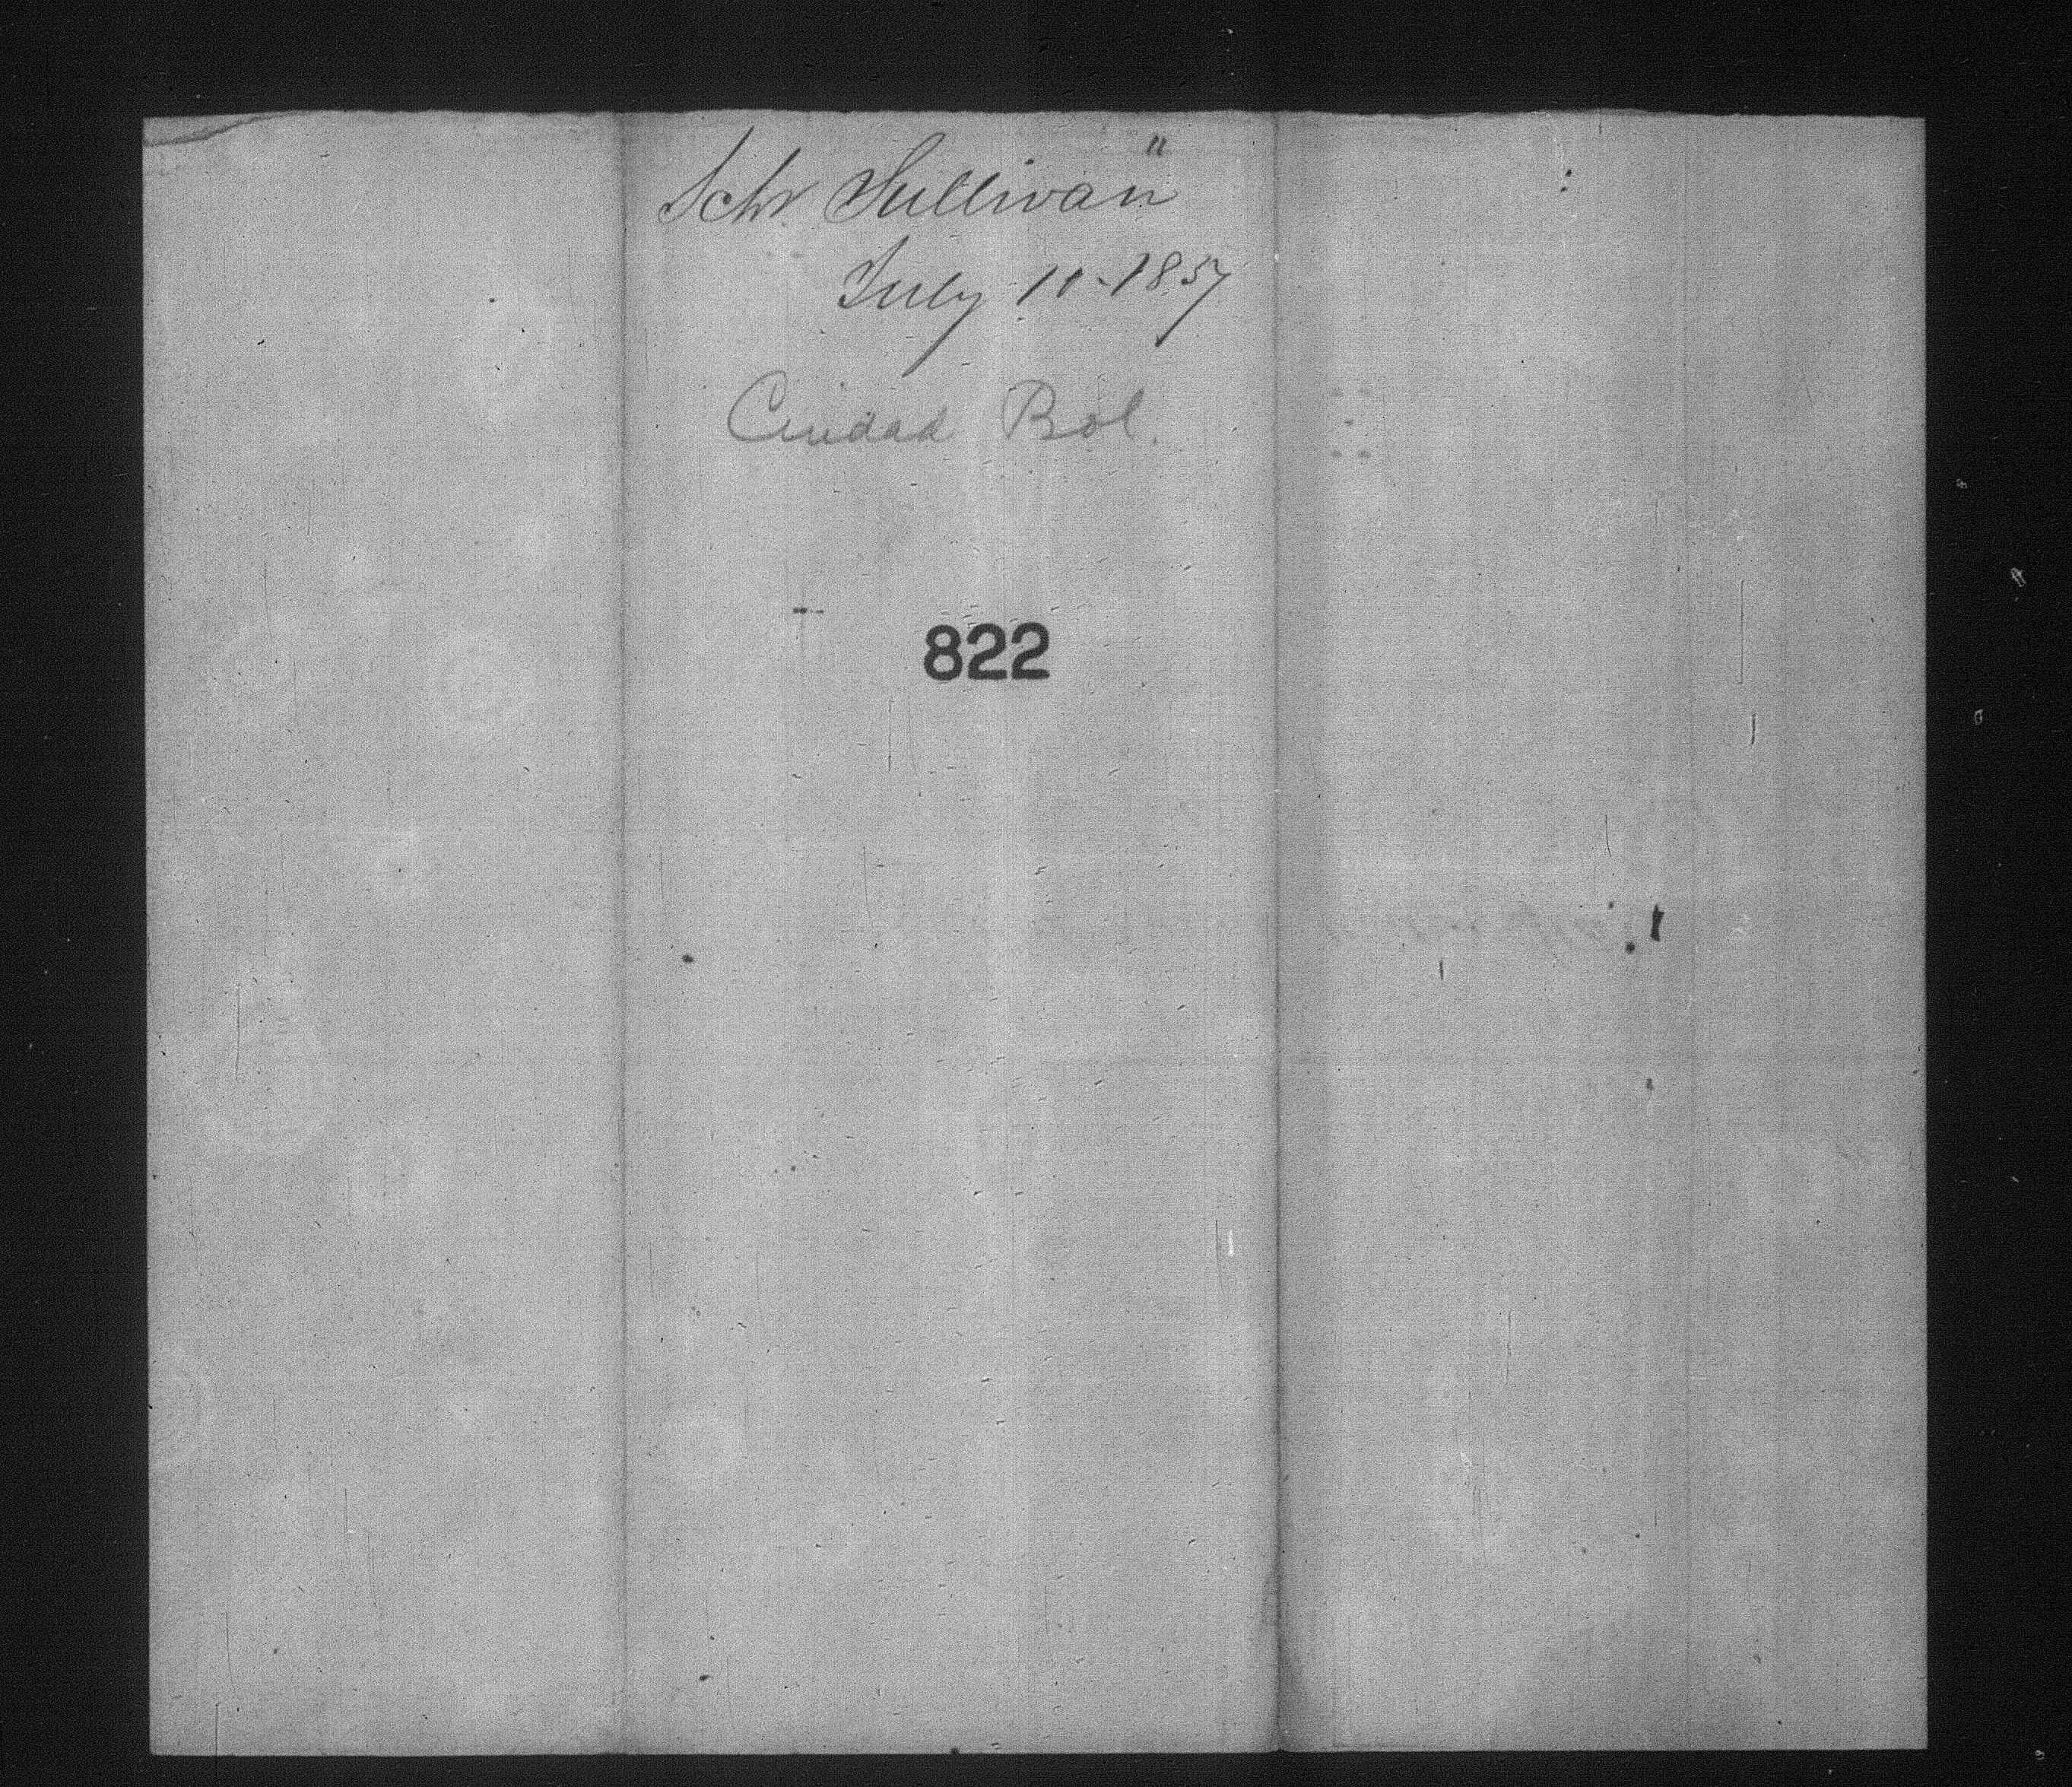 Schr Sullivan"
July 11-1857
Ciudad Bol.
822